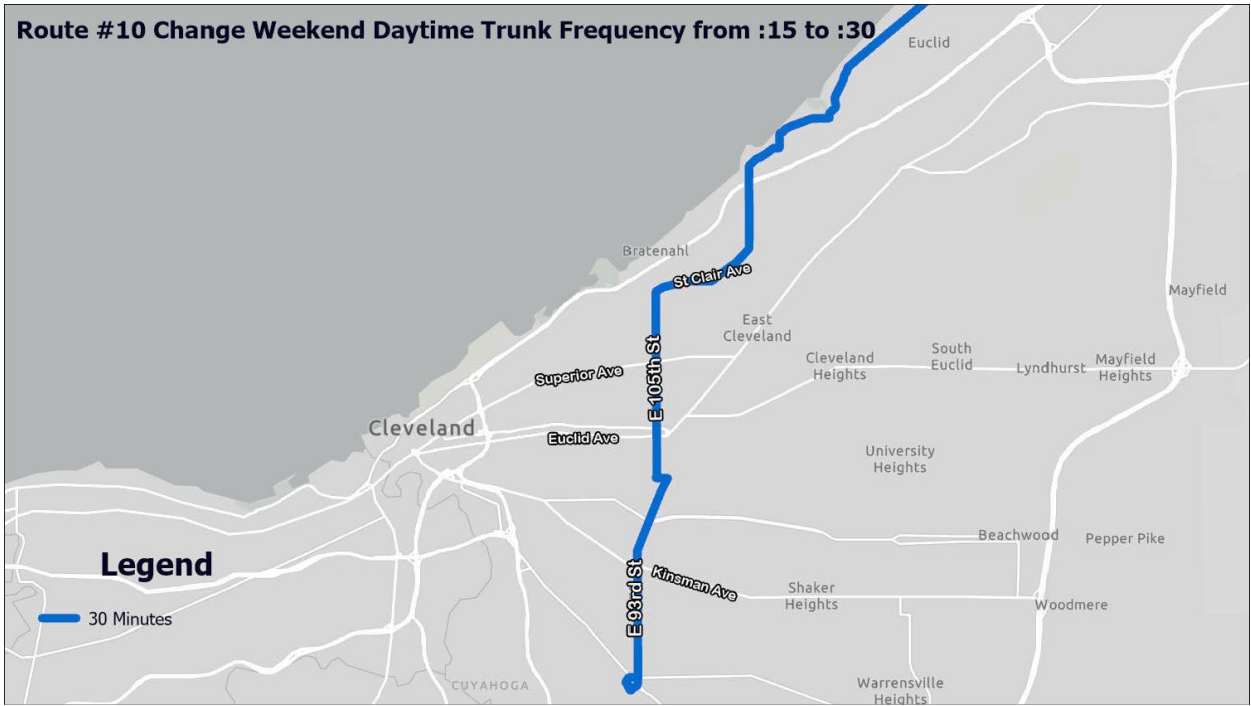 Route #10 Change Weekend Daytime Trunk Frequency from :15 to :30
Euclid
Bratenahl
St Clair Ave
Mayfield
East
Cleveland
E 105th St
Superior Ave
Cleveland
Heights
South
Euclid
Lyndhurst
Mayfield
Heights
Cleveland
Euclid Ave
University
Heights
Beachwood
Pepper Pike
Legend
30 Minutes
E 93rd St
Kinsman Ave
Shaker
Heights
Woodmere
CUYAHOGA
Warrensville
Heights